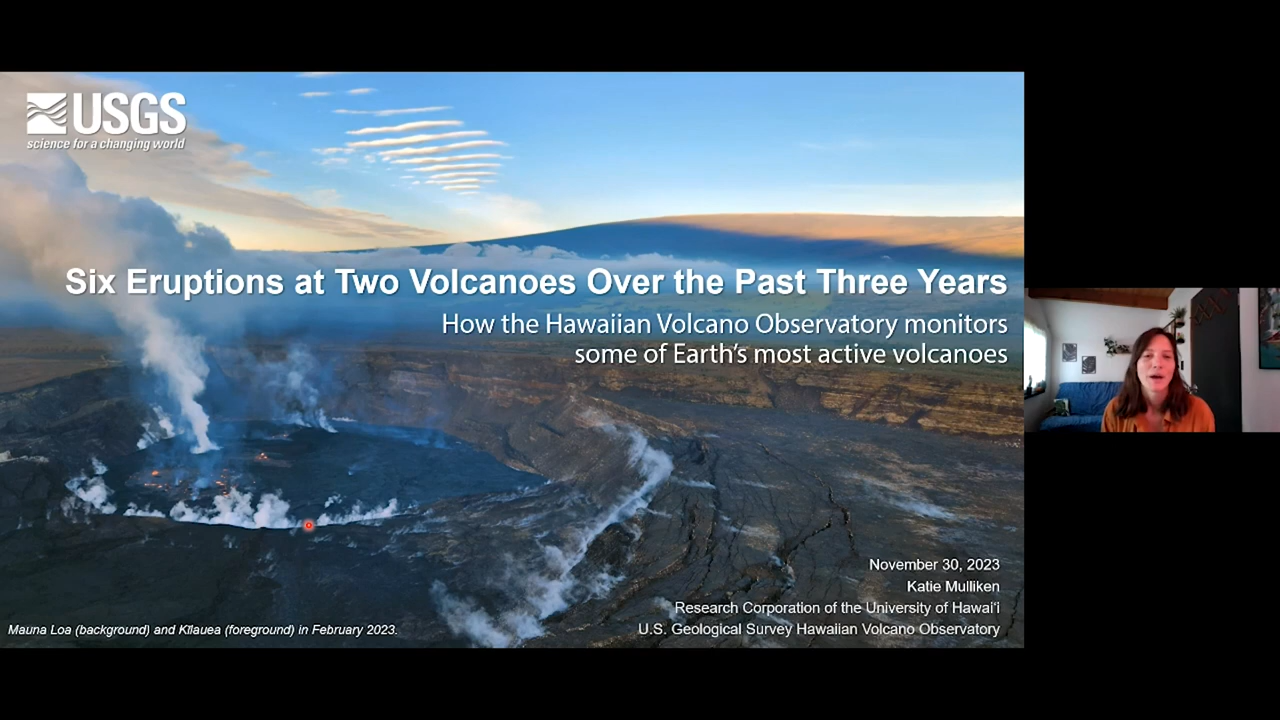 USGS
science for a changing world
Six Eruptions at Two Volcanoes Over the Past Three Years
How the Hawaiian Volcano Observatory monitors
some of Earth's most active volcanoes
November 30, 2023
Katie Mulliken
Research Corporation of the University of Hawai'i
U.S. Geological Survey Hawaiian Volcano Observatory
Mauna Loa (background) and Kīlauea (foreground) in February 2023.